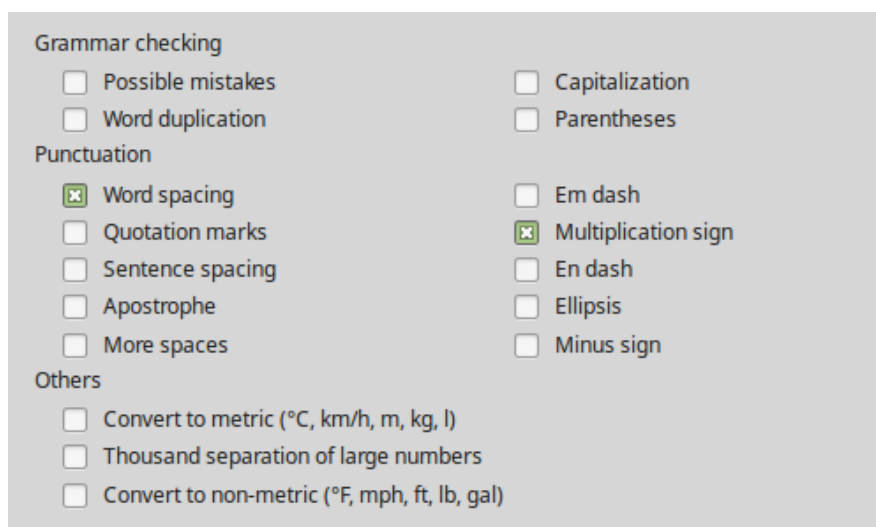 Grammar checking
Possible mistakes Capitalization
Word duplication Parentheses
Punctuation
Word spacing Em dash
Quotation marks Multiplication sign
Sentence spacing En dash
Apostrophe Ellipsis
More spaces Minus sign
Others
Convert to metric (°C, km/h, m, kg, l)
Thousand separation of large numbers
Convert to non-metric (°F, mph, ft, lb, gal)